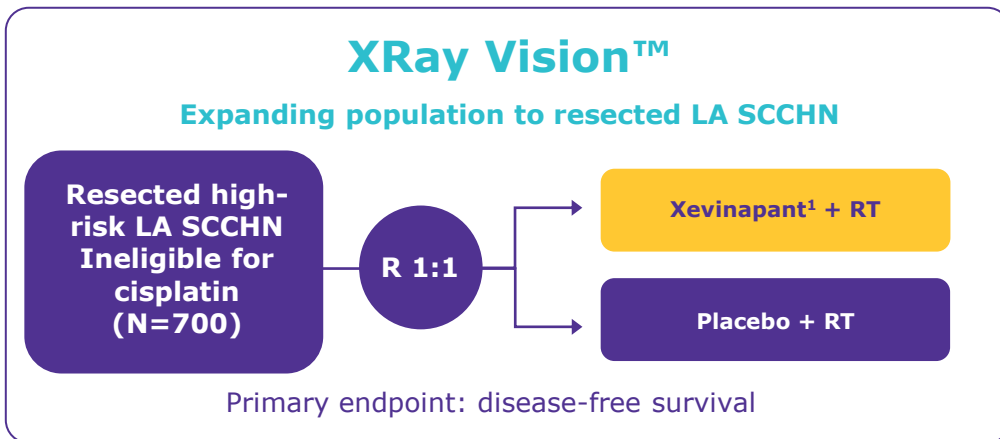 XRay Vision™
Expanding population to resected LA SCCHN
Resected high-
risk LA SCCHN
Ineligible for
cisplatin
(N=700)
R 1:1
Xevinapant¹ + RT
Placebo + RT
Primary endpoint: disease-free survival